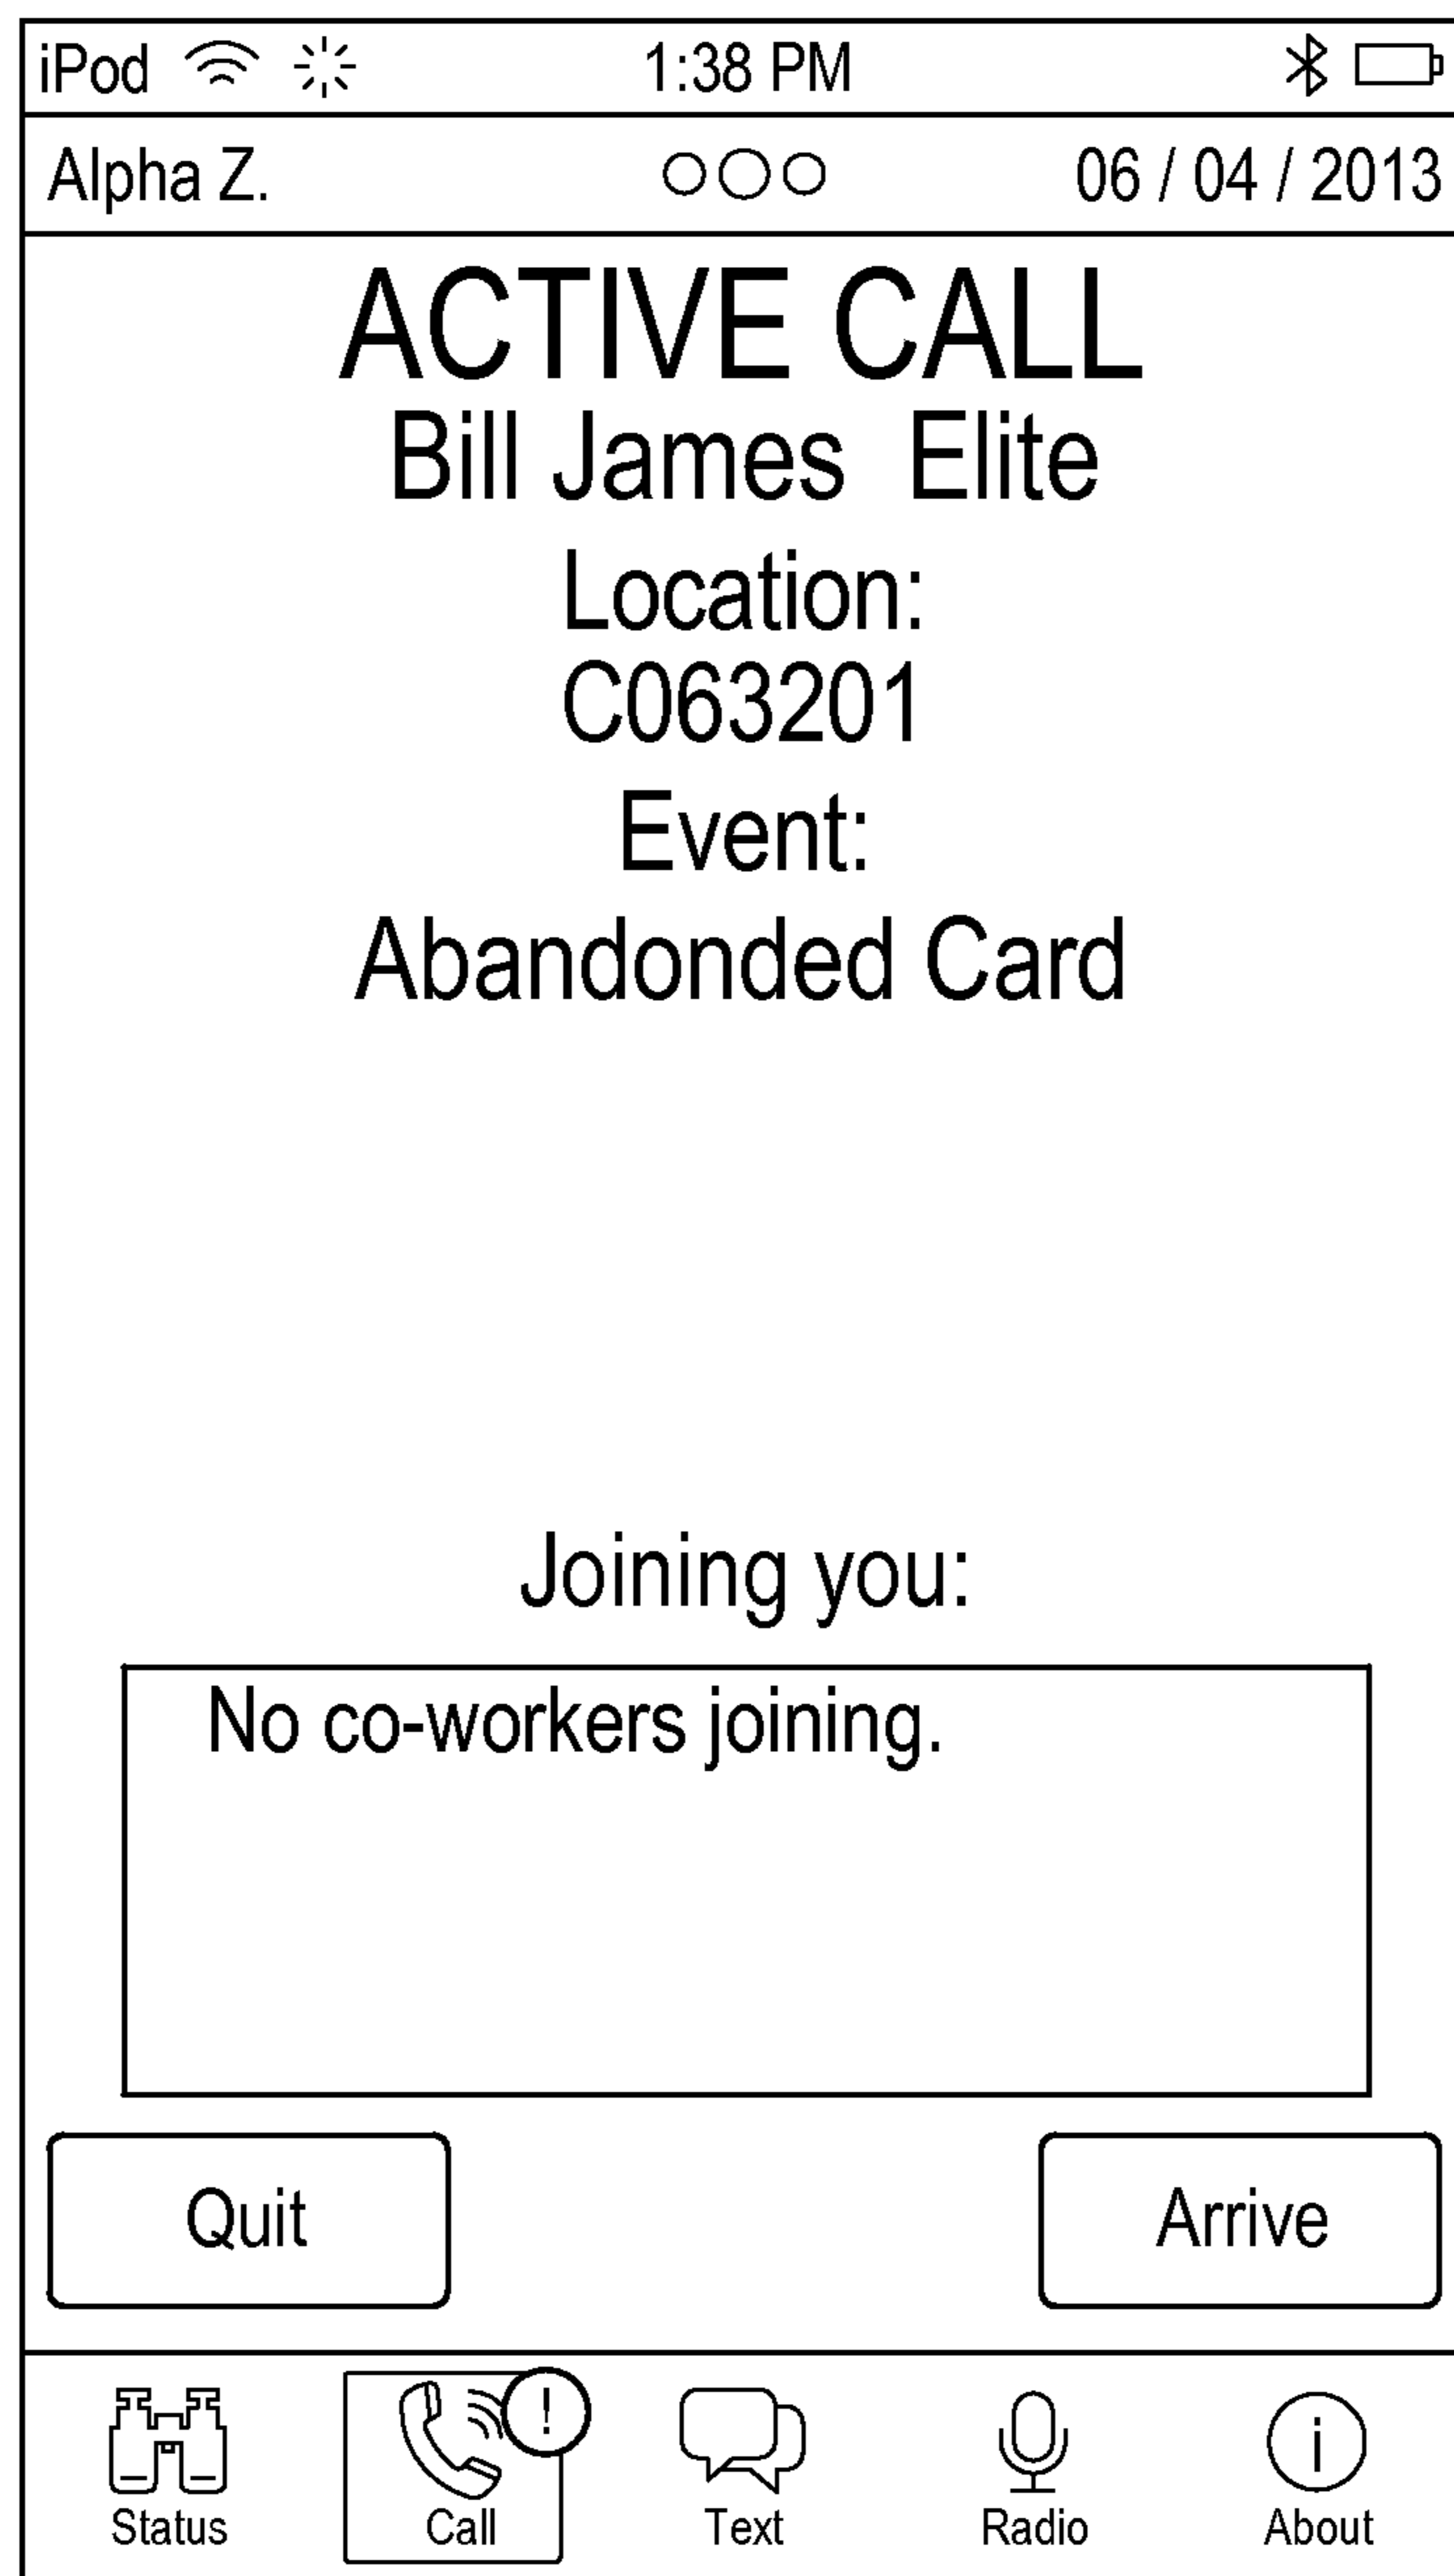 iPod 1:38 PM
Alpha Z. 06 / 04 / 2013
ACTIVE CALL
Bill James Elite
Location:
C063201
Event:
Abandonded Card
Joining you:
No co-workers joining.
Quit Arrive
!
i
Status Call Text Radio About